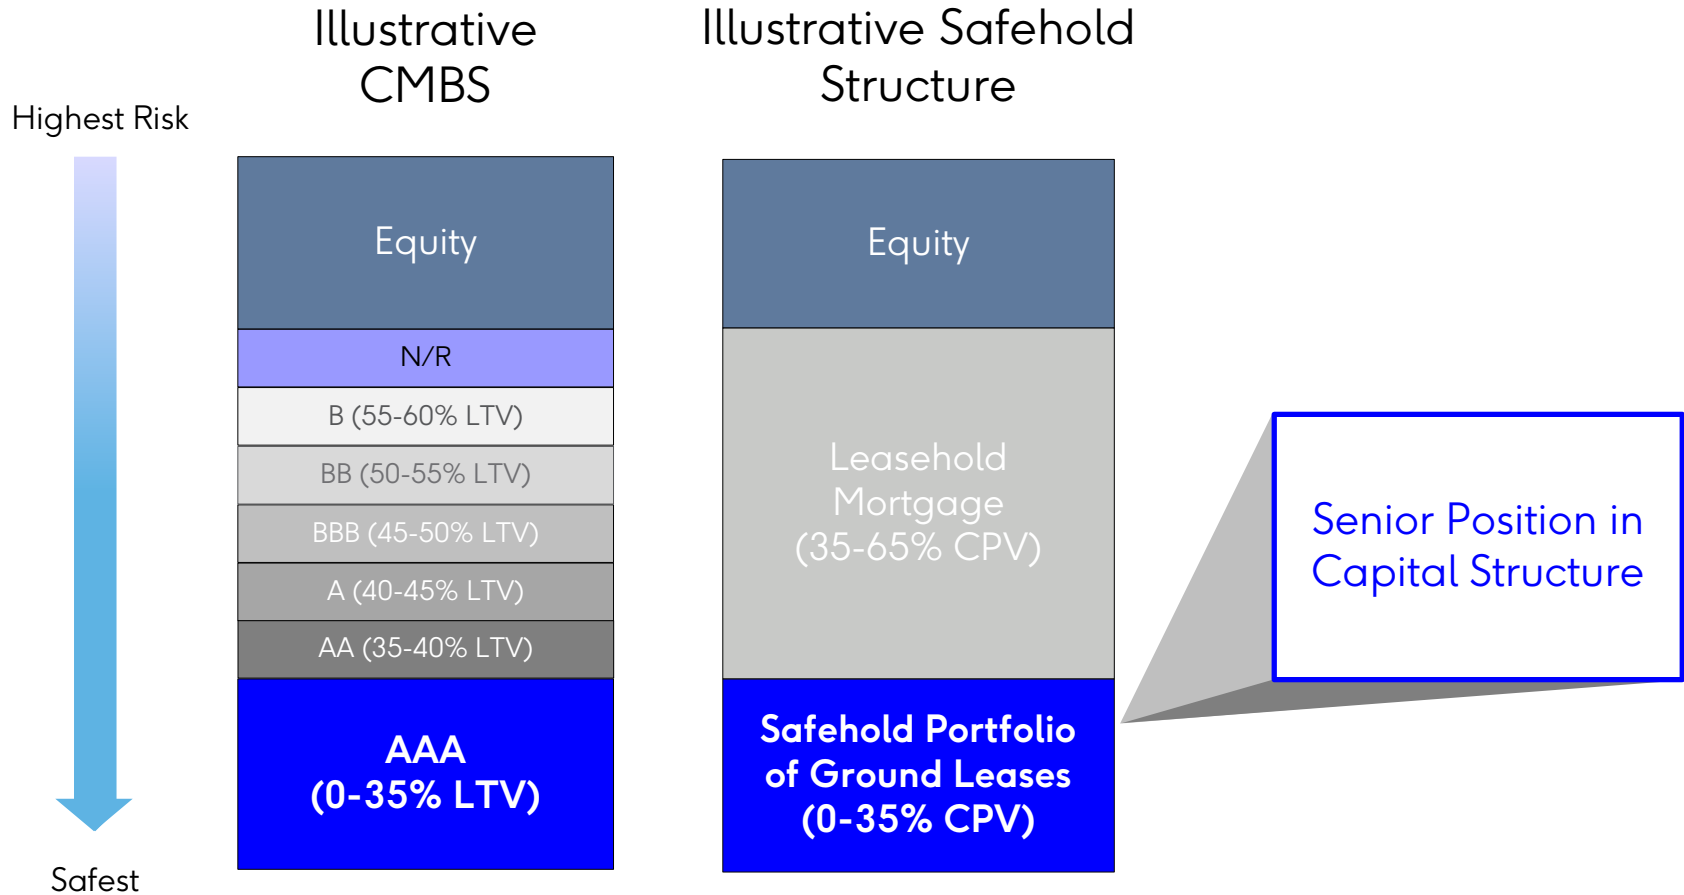 Illustrative
CMBS
Illustrative Safehold
Structure
Highest Risk
Equity
N/R
B (55-60% LTV)
BB (50-55% LTV)
BBB (45-50% LTV)
A (40-45% LTV)
AA (35-40% LTV)
AAA
(0-35% LTV)
Equity
Leasehold
Mortgage
(35-65% CPV)
Safehold Portfolio
of Ground Leases
(0-35% CPV)
Senior Position in
Capital Structure
Safest